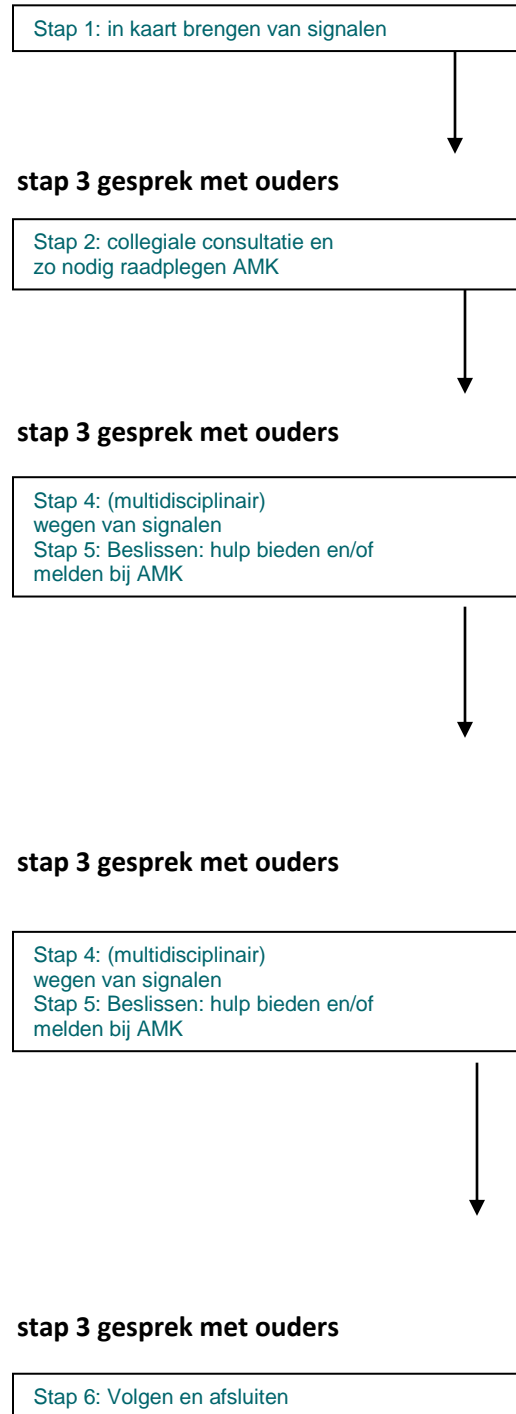 Stap 1: in kaart brengen van signalen
stap 3 gesprek met ouders
Stap 2: collegiale consultatie en
zo nodig raadplegen AMK
stap 3 gesprek met ouders
Stap 4: (multidisciplinair)
wegen van signalen
Stap 5: Beslissen: hulp bieden en/of
melden bij AMK
stap 3 gesprek met ouders
Stap 4: (multidisciplinair)
wegen van signalen
Stap 5: Beslissen: hulp bieden en/of
melden bij AMK
stap 3 gesprek met ouders
Stap 6: Volgen en afsluiten